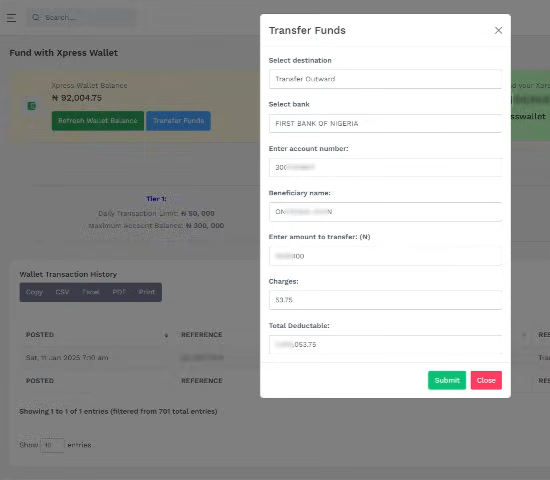 Search...
Fund with Xpress Wallet
Xpress Wallet Balance
₦ 92,004.75
Refresh Wallet Balance
Transfer Funds
Tier 1:
Daily Transaction Limit: ₦ 50, 000
Maximum Account Balance: ₦ 300, 000
Wallet Transaction History
Copy CSV Excel PDF Print
POSTED REFERENCE
Sat, 11 Jan 2025 7:10 am
POSTED REFERENCE
Showing 1 to 1 of 1 entries (filtered from 701 total entries)
Show 10 entries
Transfer Funds
Select destination
Transfer Outward
Select bank
FIRST BANK OF NIGERIA
Enter account number:
Beneficiary name:
Enter amount to transfer: (N)
Charges:
53.75
Total Deductable:
053.75
Submit Close